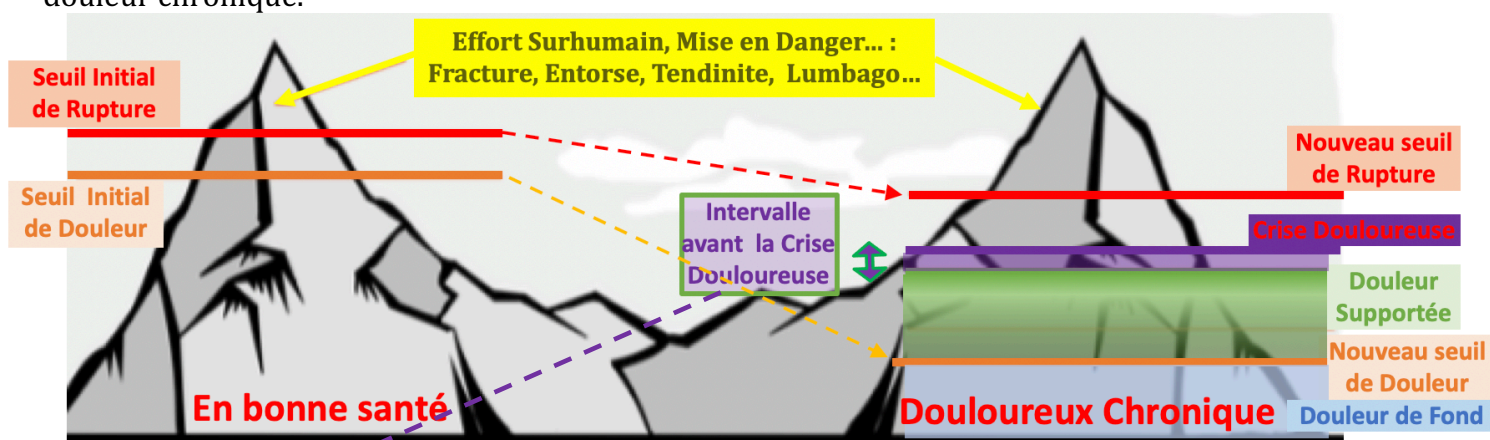 douleur chronique.
Effort Surhumain, Mise en Danger… :
Fracture, Entorse, Tendinite, Lumbago…
Seuil Initial
de Rupture
Seuil Initial
de Douleur
Intervalle
avant la Crise
Douloureuse
Nouveau seuil
de Rupture
Crise Douloureuse
Douleur
Supportée
Nouveau seuil
de Douleur
En bonne santé
Douloureux Chronique
Douleur de Fond